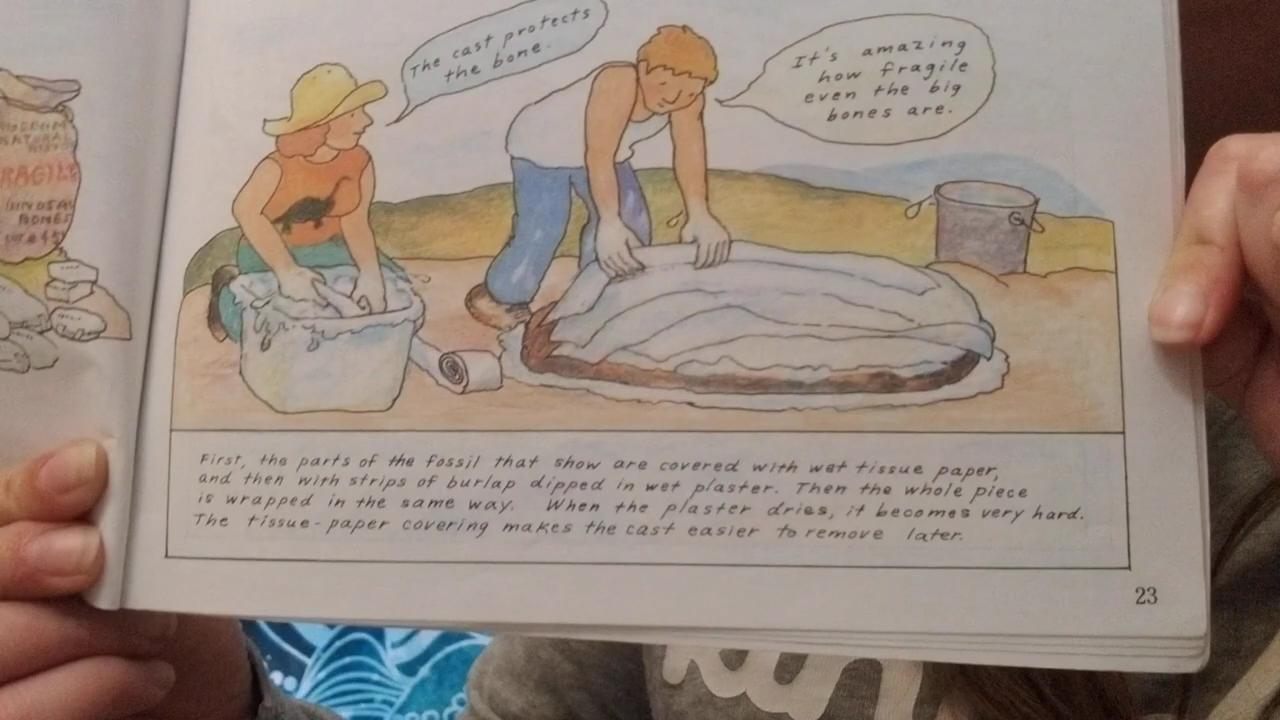 FRAGILE
BONES
The cast protects
the bone.
It's amazing
how fragile
even the big
bones are.
First, the parts of the fossil that show are covered with wet tissue paper,
and then with strips of burlap dipped in wet plaster. Then the whole piece
is wrapped in the same way. When the plaster dries, it becomes very hard.
The tissue-paper covering makes the cast easier to remove later.
23